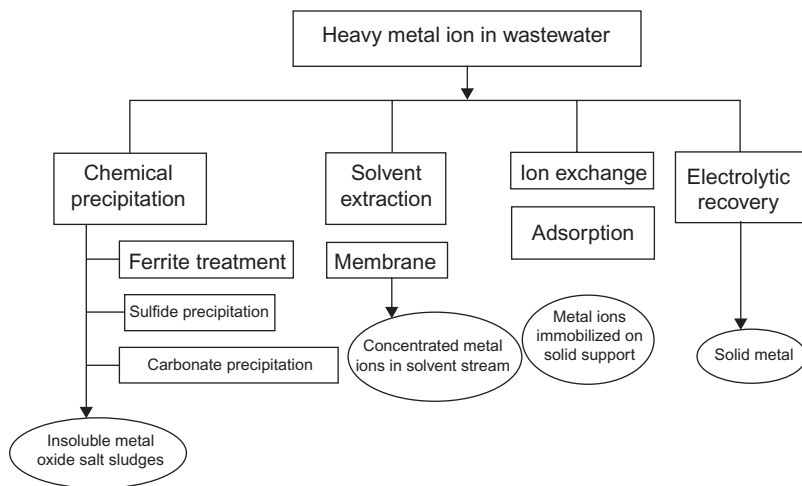 Heavy metal ion in wastewater
Chemical
precipitation
Solvent
extraction
Ion exchange
Electrolytic
recovery
Adsorption
Ferrite treatment
Membrane
Sulfide precipitation
Carbonate precipitation
Concentrated metal
ions in solvent stream
Metal ions
immobilized on
solid support
Solid metal
Insoluble metal
oxide salt sludges